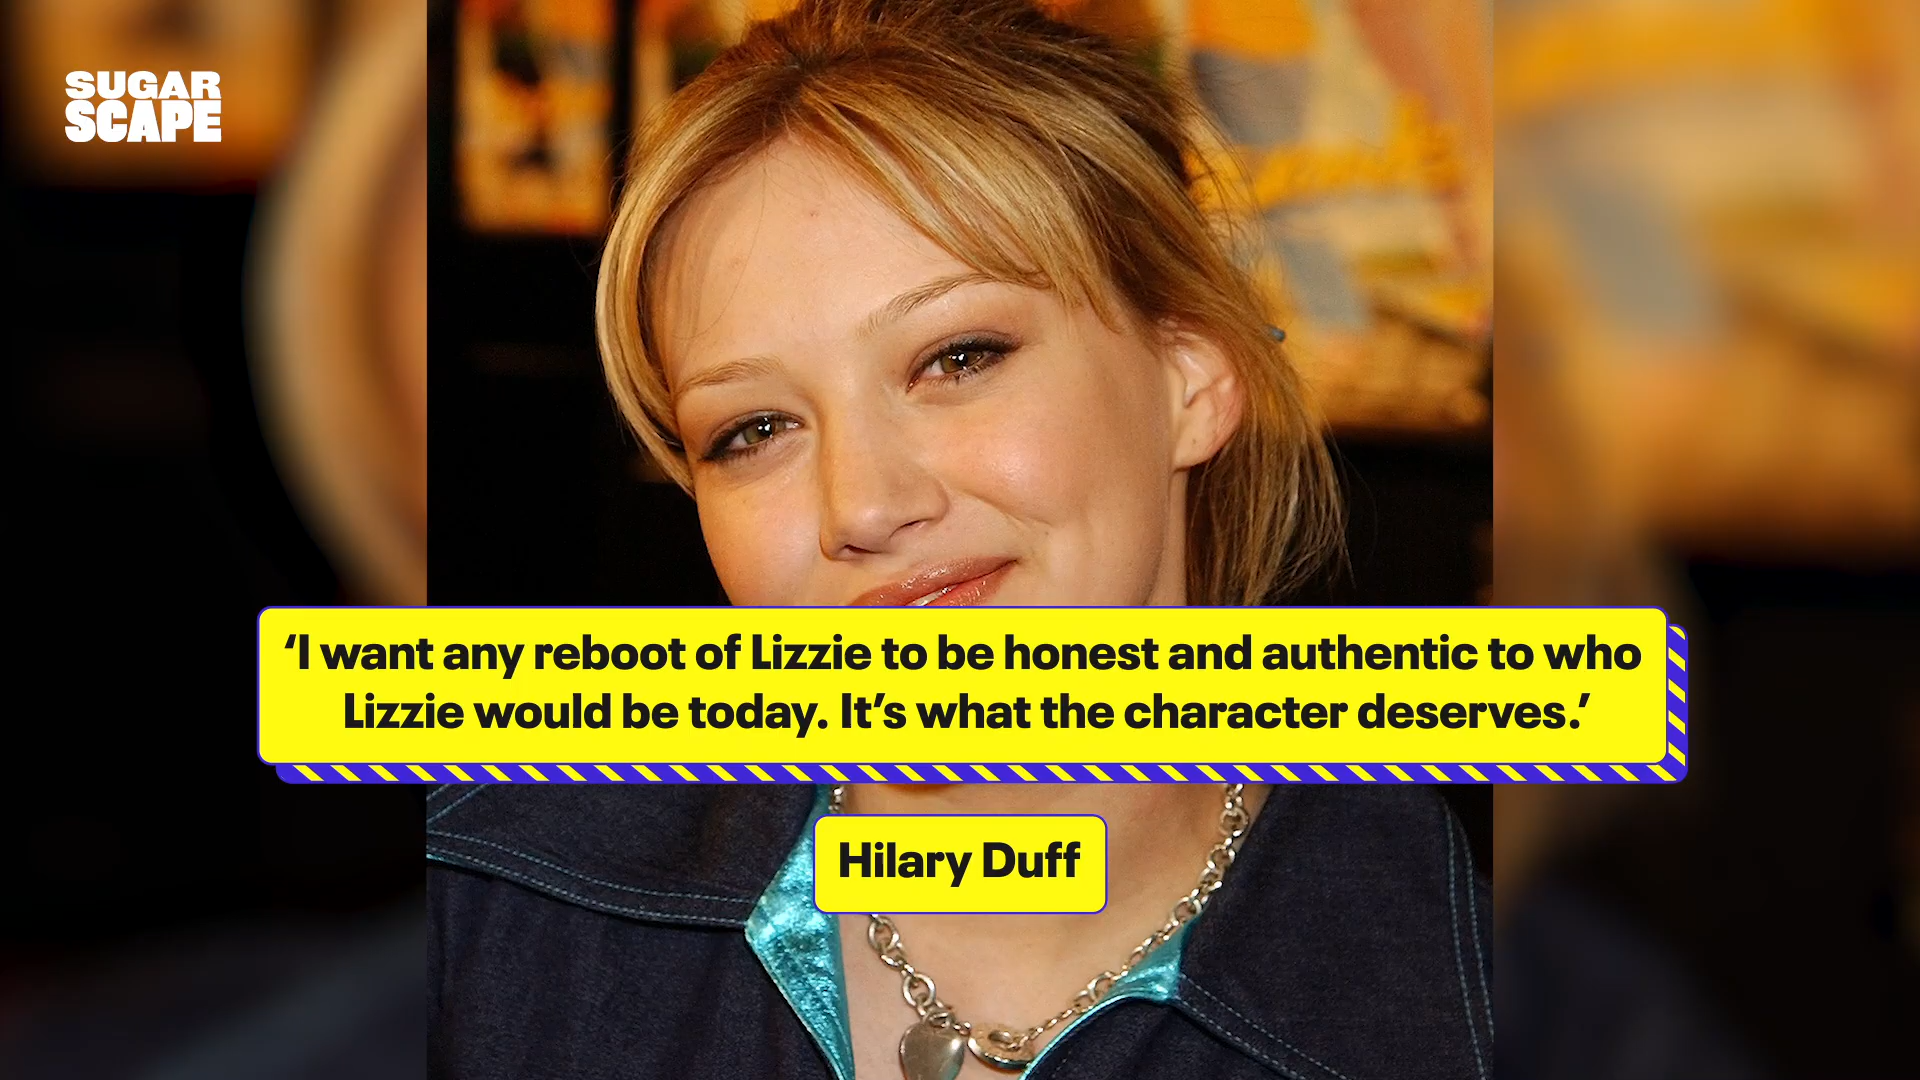 SUGAR
SCAPE
‘I want any reboot of Lizzie to be honest and authentic to who
Lizzie would be today. It’s what the character deserves.’
Hilary Duff